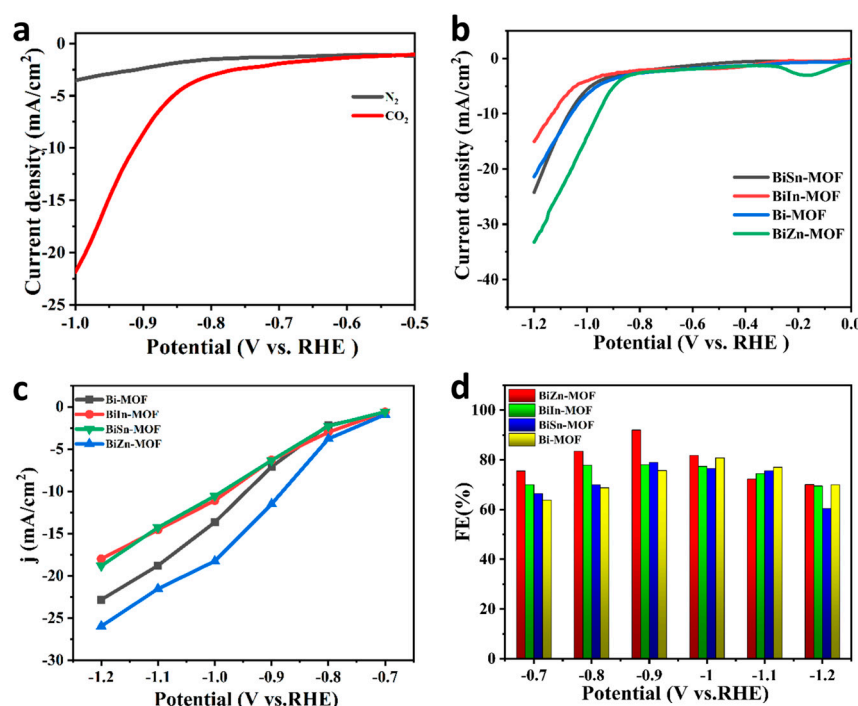 a
Current density (mA/cm²)
0
-5
-10
-15
-20
-25
N₂
CO₂
-1.0 -0.9 -0.8 -0.7 -0.6 -0.5
Potential (V vs. RHE )
b
Current density (mA/cm²)
0
-10
-20
-30
-40
BiSn-MOF
BiIn-MOF
Bi-MOF
BiZn-MOF
-1.2 -1.0 -0.8 -0.6 -0.4 -0.2 0.0
Potential (V vs. RHE )
c
j (mA/cm²)
0
-5
-10
-15
-20
-25
-30
Bi-MOF
BiIn-MOF
BiSn-MOF
BiZn-MOF
-1.2 -1.1 -1.0 -0.9 -0.8 -0.7
Potential (V vs.RHE)
d
FE(%)
100
80
60
40
20
0
BiZn-MOF
BiIn-MOF
BiSn-MOF
Bi-MOF
-0.7 -0.8 -0.9 -1 -1.1 -1.2
Potential (V vs.RHE)